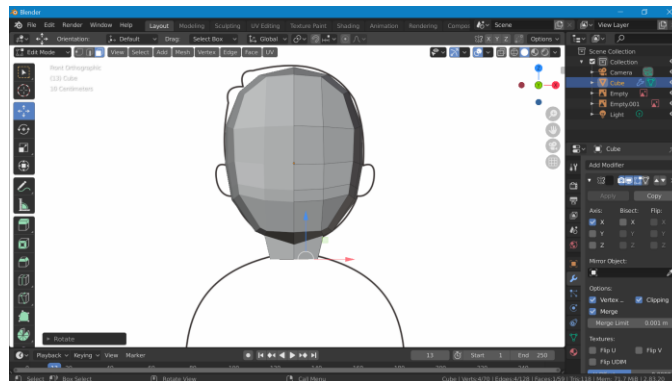 Blender
File Edit Render Window Help Layout Modeling Sculpting UV Editing Texture Paint Shading Animation Rendering Scene View Layer
Orientation: Default Drag: Select Box Global X Y Z Options
Edit Mode View Select Add Mesh Vertex Edge Face UV
Front Orthographic
(13) Cube
10 Centimeters
Z
Scene Collection
Collection
Camera
Cube
Empty
Empty.001
Light
Cube
Add Modifier
Apply Copy
Axis: Bisect: Flip:
X X X
Y Y Y
Z Z Z
Mirror Object:
Options:
Vertex .. Clipping
Merge
Merge Limit 0.001 m
Textures:
Flip U Flip V
Flip UDIM
Rotate
Playback Keying View Marker 13 Start 1 End 250
Select Box Select Rotate View Call Menu